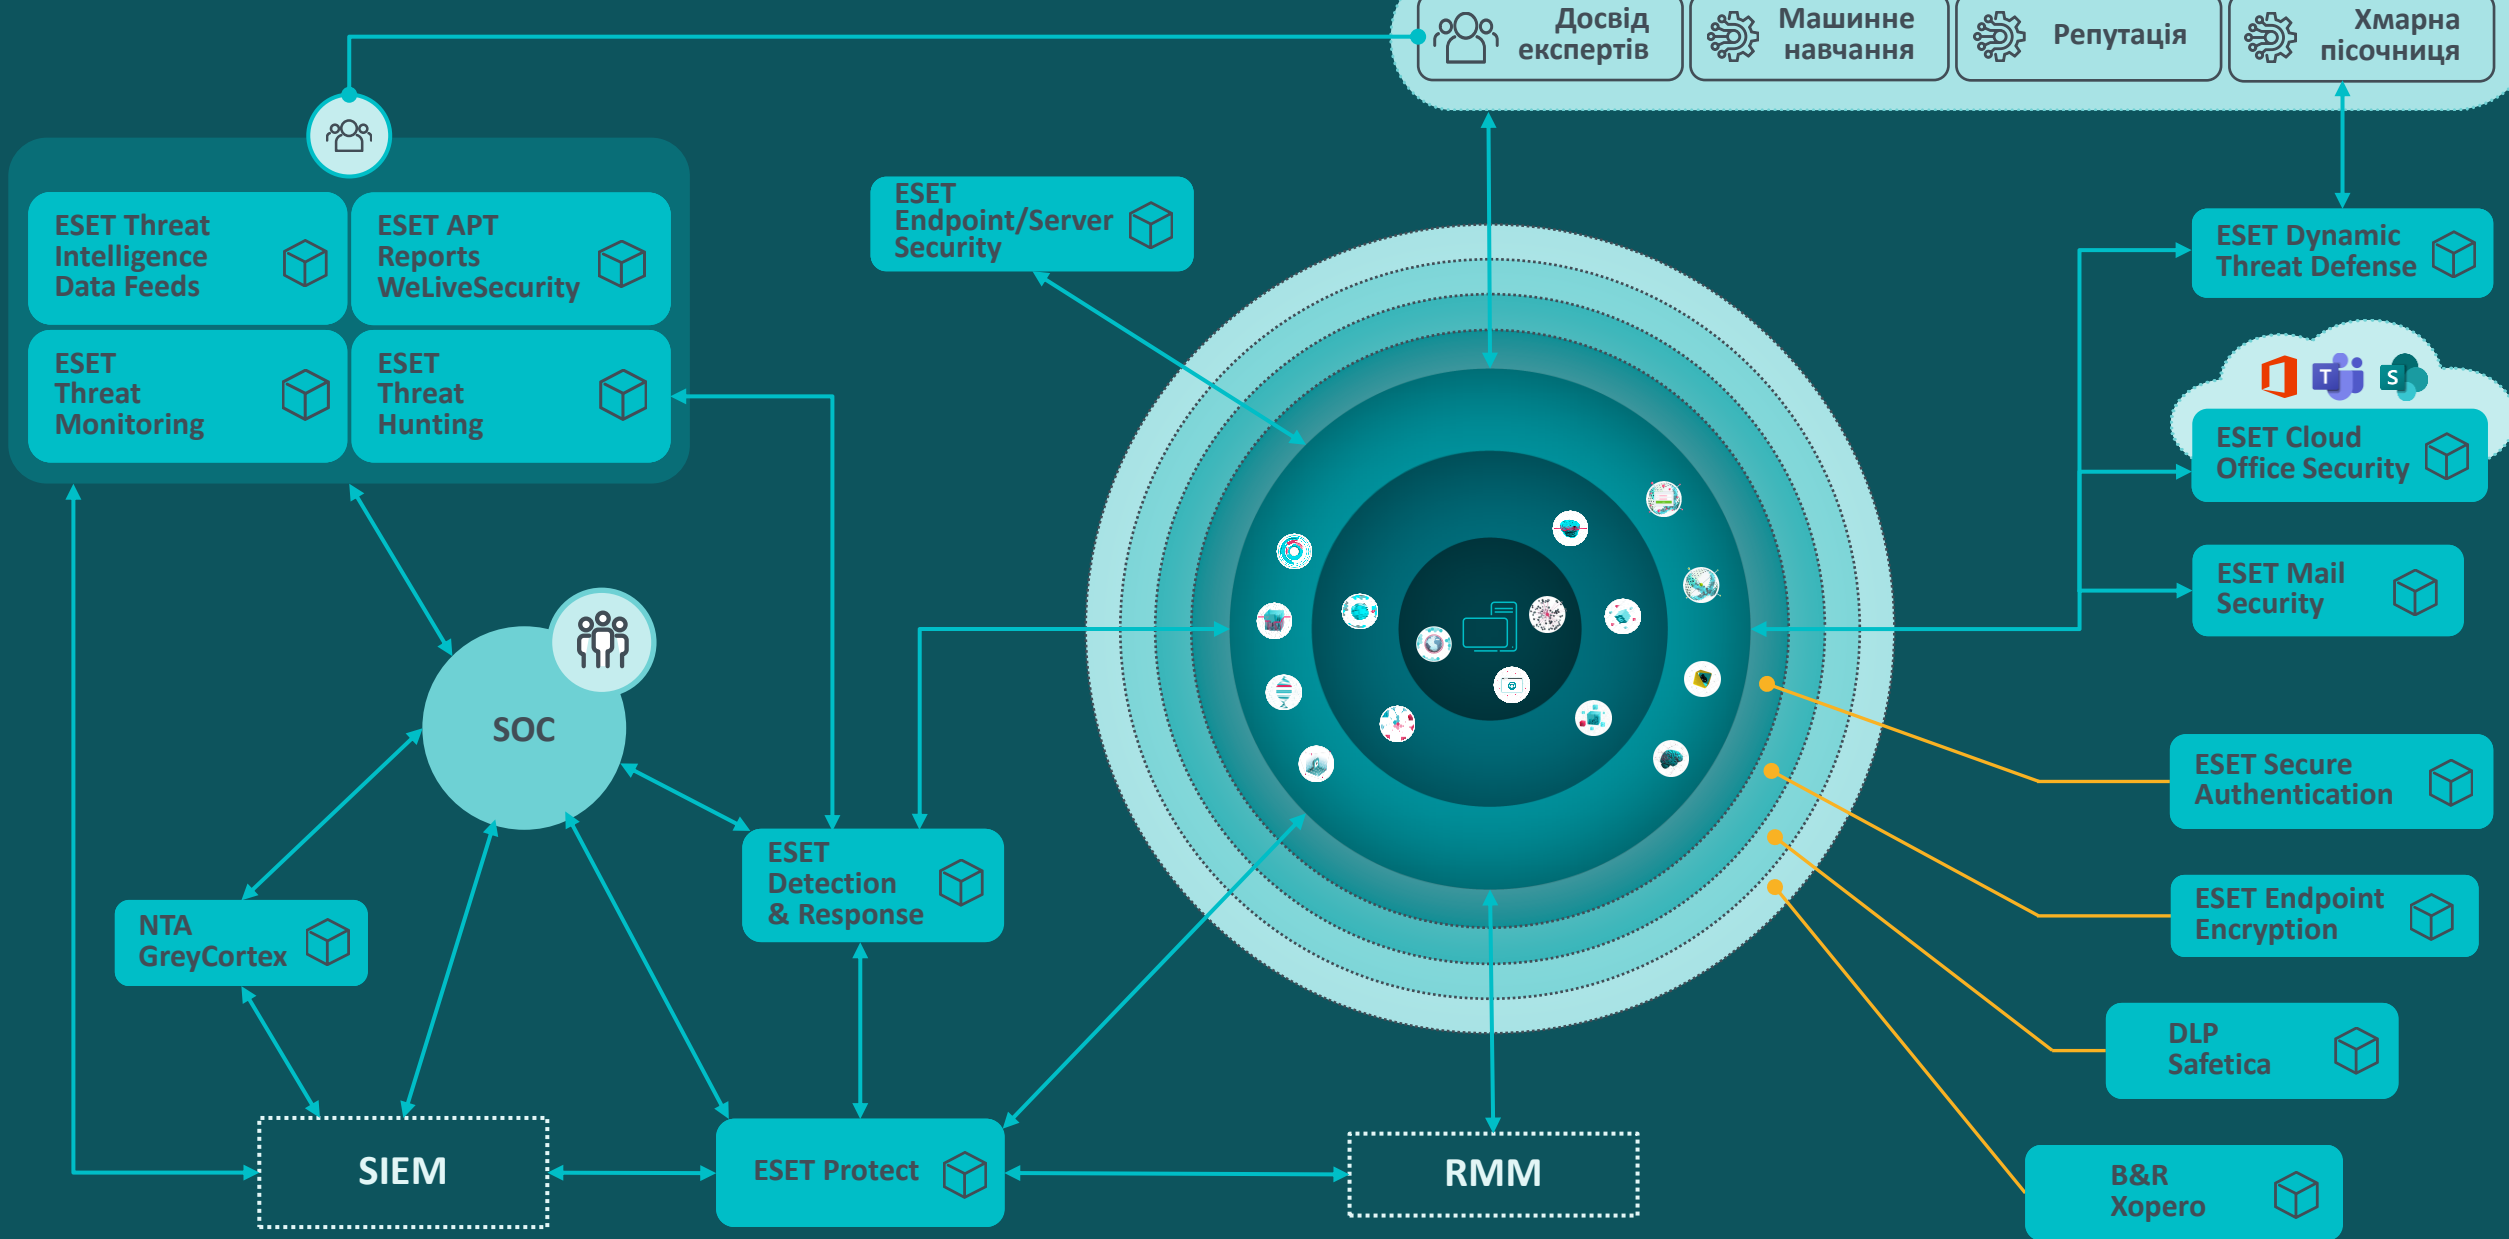 Досвід
експертів
Машинне
навчання
Репутація
Хмарна
пісочниця
ESET Threat
Intelligence
Data Feeds
ESET APT
Reports
WeLiveSecurity
ESET
Threat
Monitoring
ESET
Threat
Hunting
ESET
Endpoint/Server
Security
ESET Dynamic
Threat Defense
ESET Cloud
Office Security
ESET Mail
Security
SOC
ESET Secure
Authentication
ESET
Detection
& Response
ESET Endpoint
Encryption
NTA
GreyCortex
DLP
Safetica
SIEM
ESET Protect
RMM
B&R
Xopero